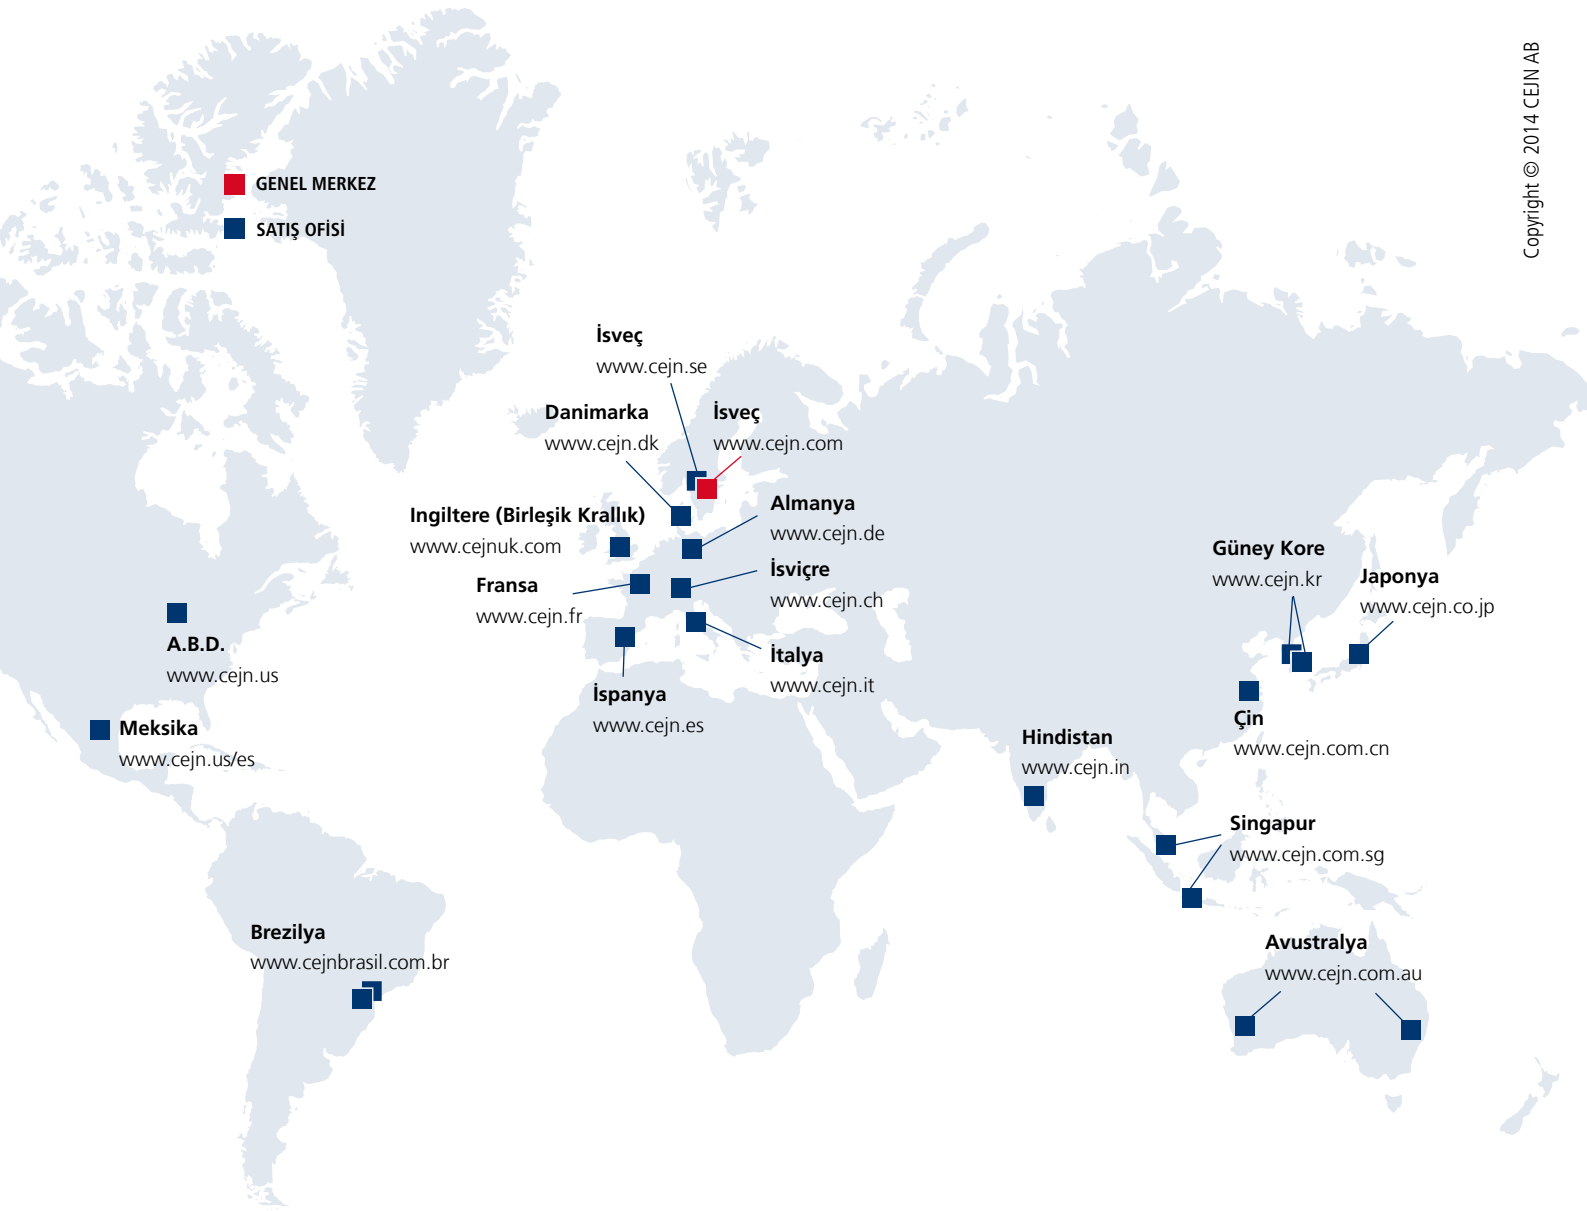 Copyright © 2014 CEJN AB
GENEL MERKEZ
SATIŞ OFİSİ
İsveç
www.cejn.se
Danimarka
www.cejn.dk
İsveç
www.cejn.com
Ingiltere (Birleşik Krallık)
www.cejnuk.com
Almanya
www.cejn.de
Fransa
www.cejn.fr
İsviçre
www.cejn.ch
İtalya
www.cejn.it
İspanya
www.cejn.es
A.B.D.
www.cejn.us
Meksika
www.cejn.us/es
Brezilya
www.cejnbrasil.com.br
Güney Kore
www.cejn.kr
Japonya
www.cejn.co.jp
Çin
www.cejn.com.cn
Hindistan
www.cejn.in
Singapur
www.cejn.com.sg
Avustralya
www.cejn.com.au